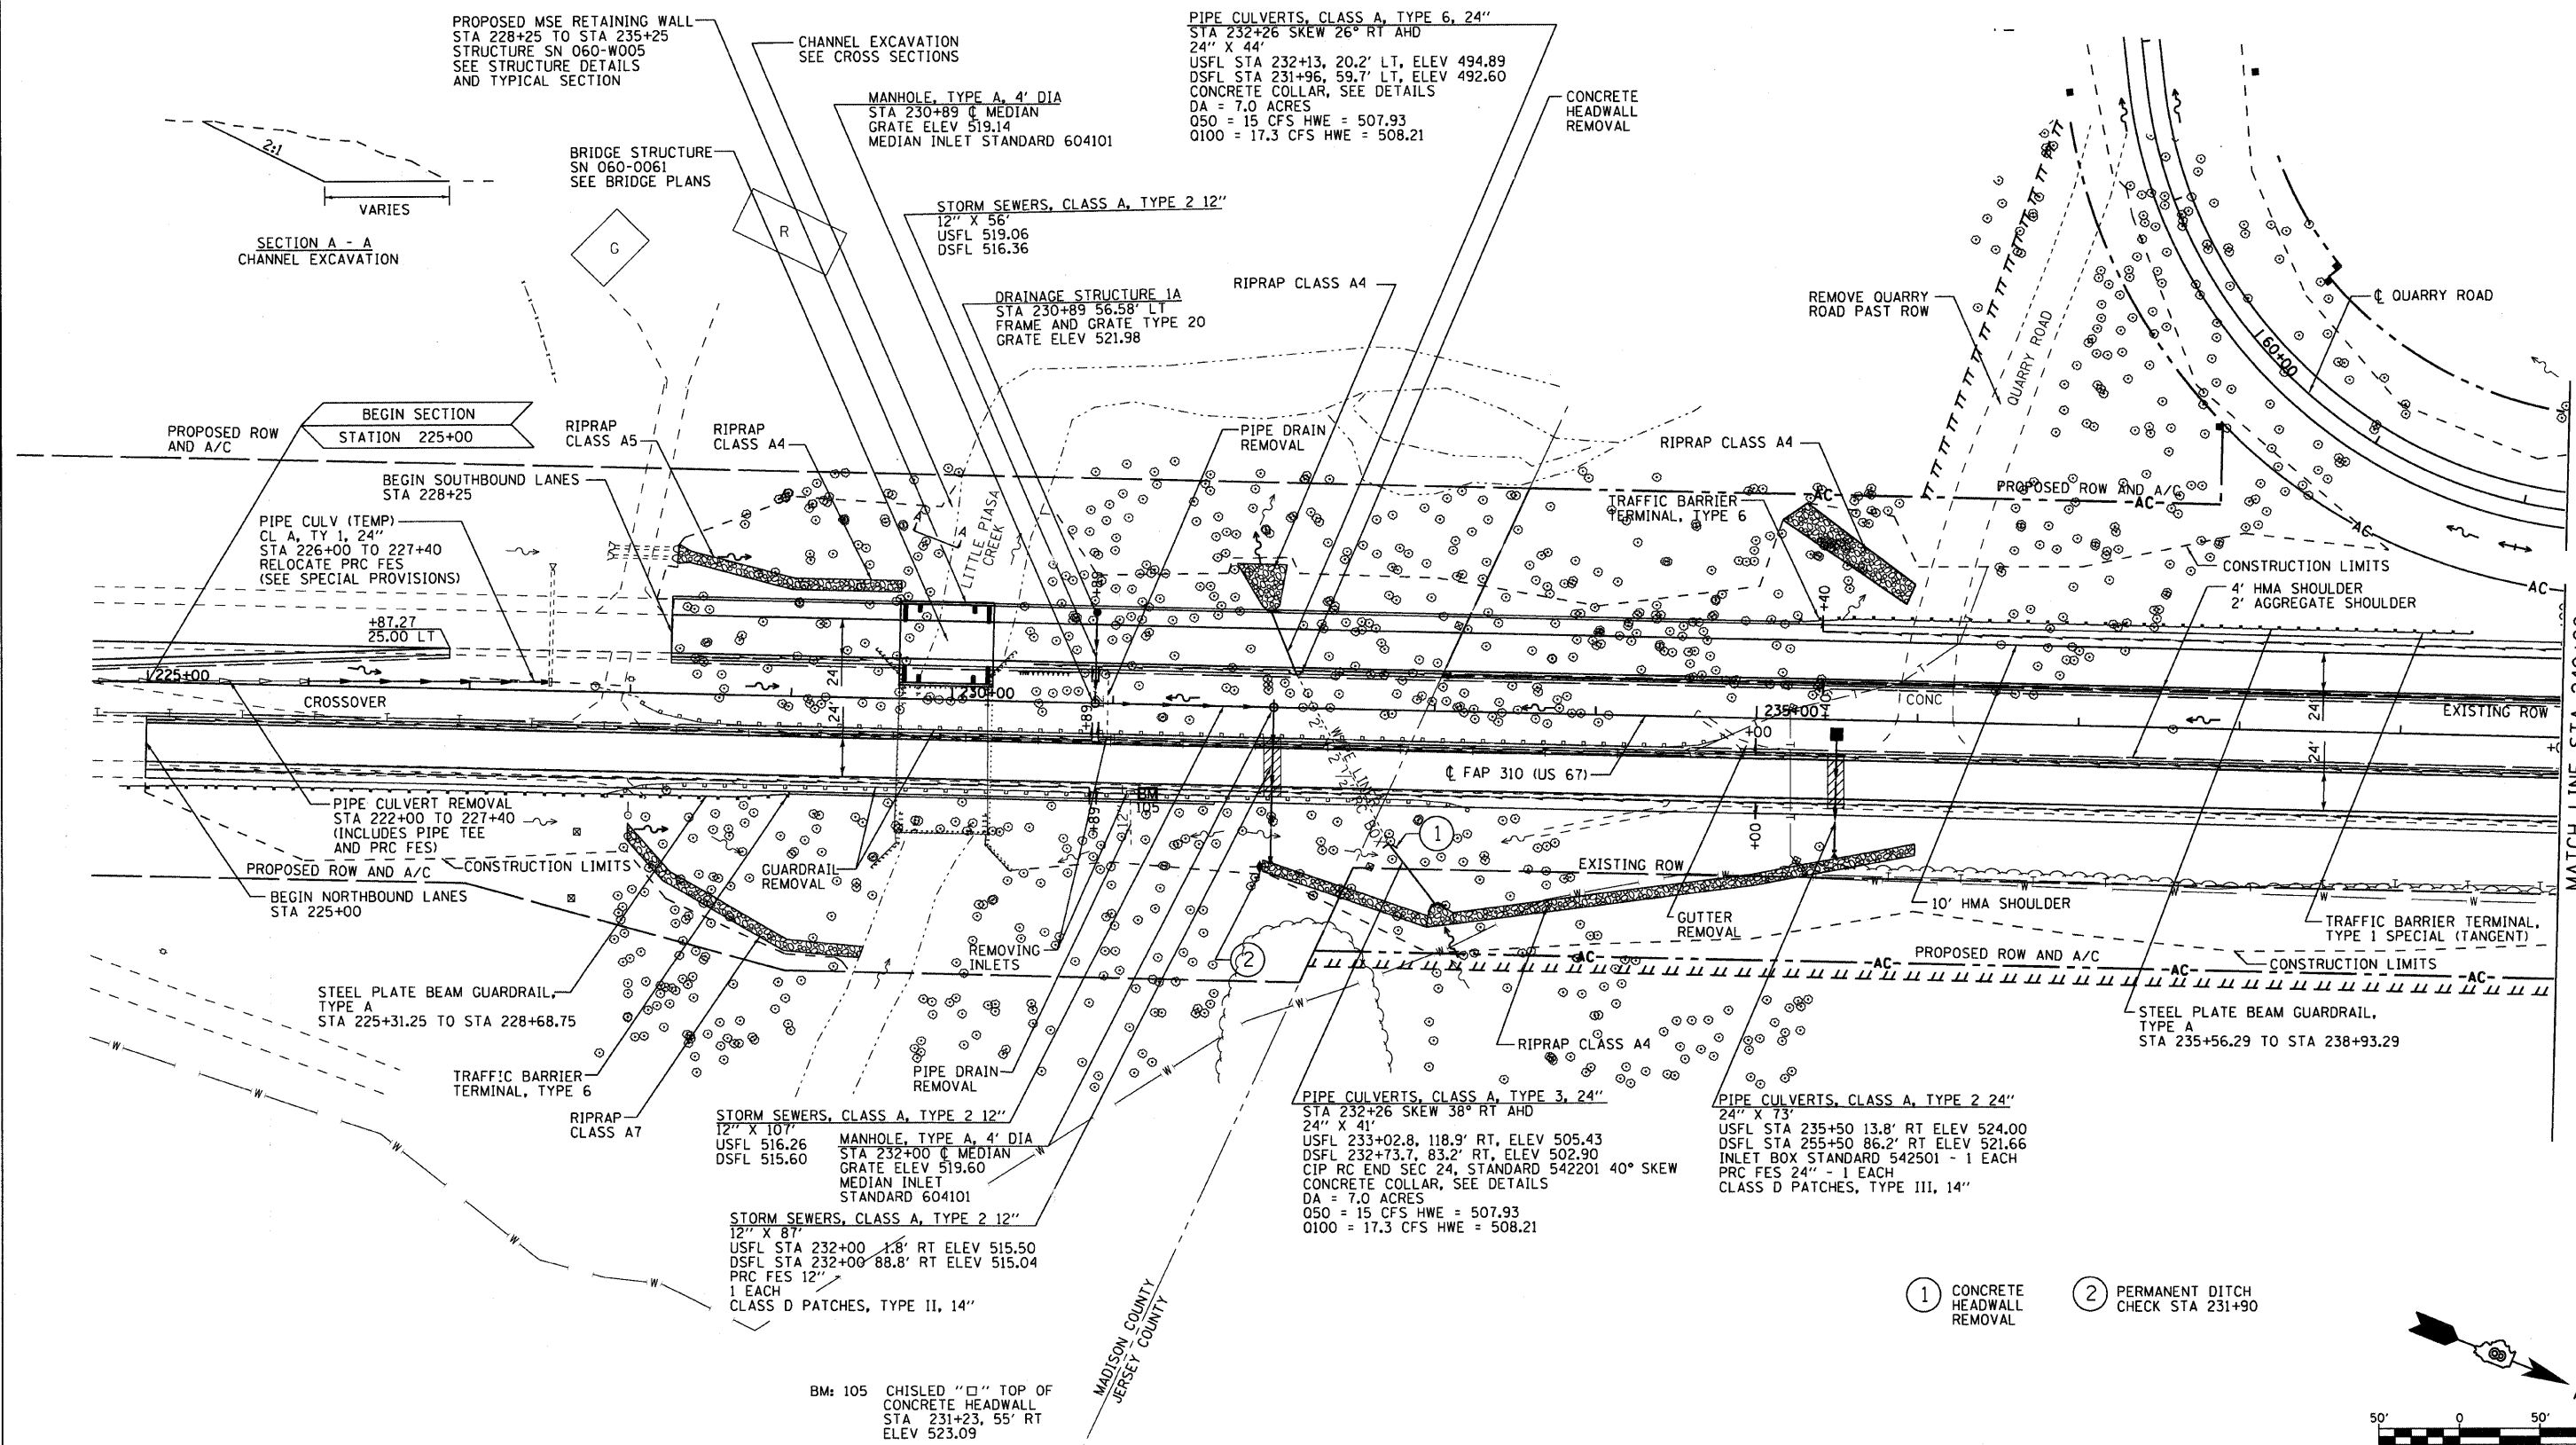 PROPOSED MSE RETAINING WALL
STA 228+25 TO STA 235+25
STRUCTURE SN 060-W005
SEE STRUCTURE DETAILS
AND TYPICAL SECTION
CHANNEL EXCAVATION
SEE CROSS SECTIONS
MANHOLE, TYPE A, 4' DIA
STA 230+89 ℄ MEDIAN
GRATE ELEV 519.14
MEDIAN INLET STANDARD 604101
PIPE CULVERTS, CLASS A, TYPE 6, 24"
STA 232+26 SKEW 26° RT AHD
24" X 44'
USFL STA 232+13, 20.2' LT, ELEV 494.89
DSFL STA 231+96, 59.7' LT, ELEV 492.60
CONCRETE COLLAR, SEE DETAILS
DA = 7.0 ACRES
Q50 = 15 CFS HWE = 507.93
Q100 = 17.3 CFS HWE = 508.21
CONCRETE
HEADWALL
REMOVAL
2:1
VARIES
SECTION A - A
CHANNEL EXCAVATION
BRIDGE STRUCTURE
SN 060-0061
SEE BRIDGE PLANS
G
R
STORM SEWERS, CLASS A, TYPE 2 12"
12" X 56'
USFL 519.06
DSFL 516.36
DRAINAGE STRUCTURE 1A
STA 230+89 56.58' LT
FRAME AND GRATE TYPE 20
GRATE ELEV 521.98
RIPRAP CLASS A4
REMOVE QUARRY
ROAD PAST ROW
QUARRY ROAD
℄ QUARRY ROAD
160+00
BEGIN SECTION
STATION 225+00
PROPOSED ROW
AND A/C
RIPRAP
CLASS A5
RIPRAP
CLASS A4
PIPE DRAIN
REMOVAL
RIPRAP CLASS A4
BEGIN SOUTHBOUND LANES
STA 228+25
TRAFFIC BARRIER
TERMINAL, TYPE 6
AC
PROPOSED ROW AND A/C
AC
AC
PIPE CULV (TEMP)
CL A, TY 1, 24"
STA 226+00 TO 227+40
RELOCATE PRC FES
(SEE SPECIAL PROVISIONS)
A
A
LITTLE PIASA
CREEK
CONSTRUCTION LIMITS
4' HMA SHOULDER
2' AGGREGATE SHOULDER
AC
+87.27
25.00 LT
+40
225+00
CROSSOVER
24'
24'
230+00
+89
235+00
+00
CONC
24'
24'
EXISTING ROW
℄ FAP 310 (US 67)
MATCH LINE STA
PIPE CULVERT REMOVAL
STA 222+00 TO 227+40
(INCLUDES PIPE TEE
AND PRC FES)
BM
105
+89
12"
+00
1
PROPOSED ROW AND A/C
CONSTRUCTION LIMITS
GUARDRAIL
REMOVAL
EXISTING ROW
BEGIN NORTHBOUND LANES
STA 225+00
10' HMA SHOULDER
GUTTER
REMOVAL
TRAFFIC BARRIER TERMINAL,
TYPE 1 SPECIAL (TANGENT)
REMOVING
INLETS
2
AC
AC
PROPOSED ROW AND A/C
AC
CONSTRUCTION LIMITS
AC
STEEL PLATE BEAM GUARDRAIL,
TYPE A
STA 225+31.25 TO STA 228+68.75
STEEL PLATE BEAM GUARDRAIL,
TYPE A
STA 235+56.29 TO STA 238+93.29
RIPRAP CLASS A4
TRAFFIC BARRIER
TERMINAL, TYPE 6
PIPE DRAIN
REMOVAL
RIPRAP
CLASS A7
STORM SEWERS, CLASS A, TYPE 2 12"
12" X 107'
USFL 516.26
DSFL 515.60
MANHOLE, TYPE A, 4' DIA
STA 232+00 ℄ MEDIAN
GRATE ELEV 519.60
MEDIAN INLET
STANDARD 604101
PIPE CULVERTS, CLASS A, TYPE 3, 24"
STA 232+26 SKEW 38° RT AHD
24" X 41'
USFL 233+02.8, 118.9' RT, ELEV 505.43
DSFL 232+73.7, 83.2' RT, ELEV 502.90
CIP RC END SEC 24, STANDARD 542201 40° SKEW
CONCRETE COLLAR, SEE DETAILS
DA = 7.0 ACRES
Q50 = 15 CFS HWE = 507.93
Q100 = 17.3 CFS HWE = 508.21
PIPE CULVERTS, CLASS A, TYPE 2 24"
24" X 73'
USFL STA 235+50 13.8' RT ELEV 524.00
DSFL STA 255+50 86.2' RT ELEV 521.66
INLET BOX STANDARD 542501 - 1 EACH
PRC FES 24" - 1 EACH
CLASS D PATCHES, TYPE III, 14"
STORM SEWERS, CLASS A, TYPE 2 12"
12" X 87'
USFL STA 232+00 1.8' RT ELEV 515.50
DSFL STA 232+00 88.8' RT ELEV 515.04
PRC FES 12"
1 EACH
CLASS D PATCHES, TYPE II, 14"
MADISON COUNTY
JERSEY COUNTY
1 CONCRETE
HEADWALL
REMOVAL
2 PERMANENT DITCH
CHECK STA 231+90
BM: 105 CHISLED "□" TOP OF
CONCRETE HEADWALL
STA 231+23, 55' RT
ELEV 523.09
50' 0 50'